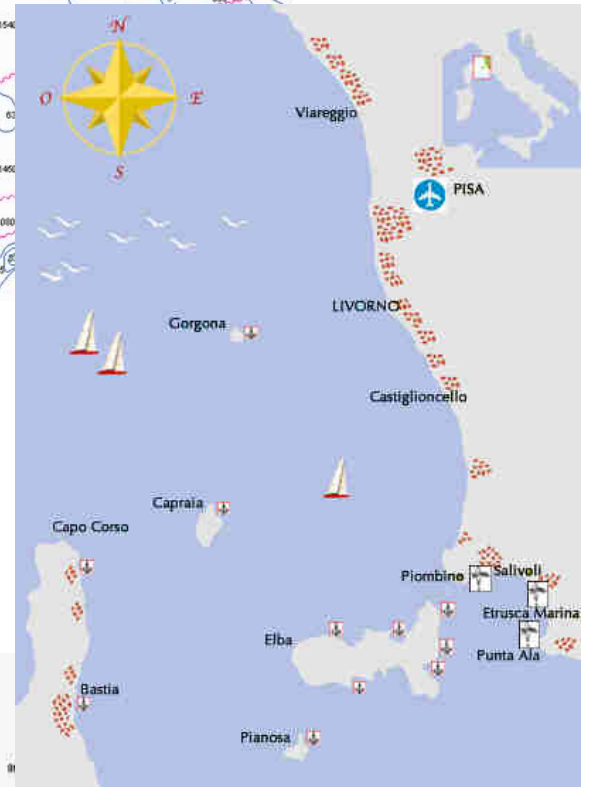 N
O
E
S
Viareggio
PISA
LIVORNO
Gorgona
Castiglioncello
Capraia
Capo Corso
Piombino
Salivoli
Etrusca Marina
Elba
Punta Ala
Bastia
Pianosa